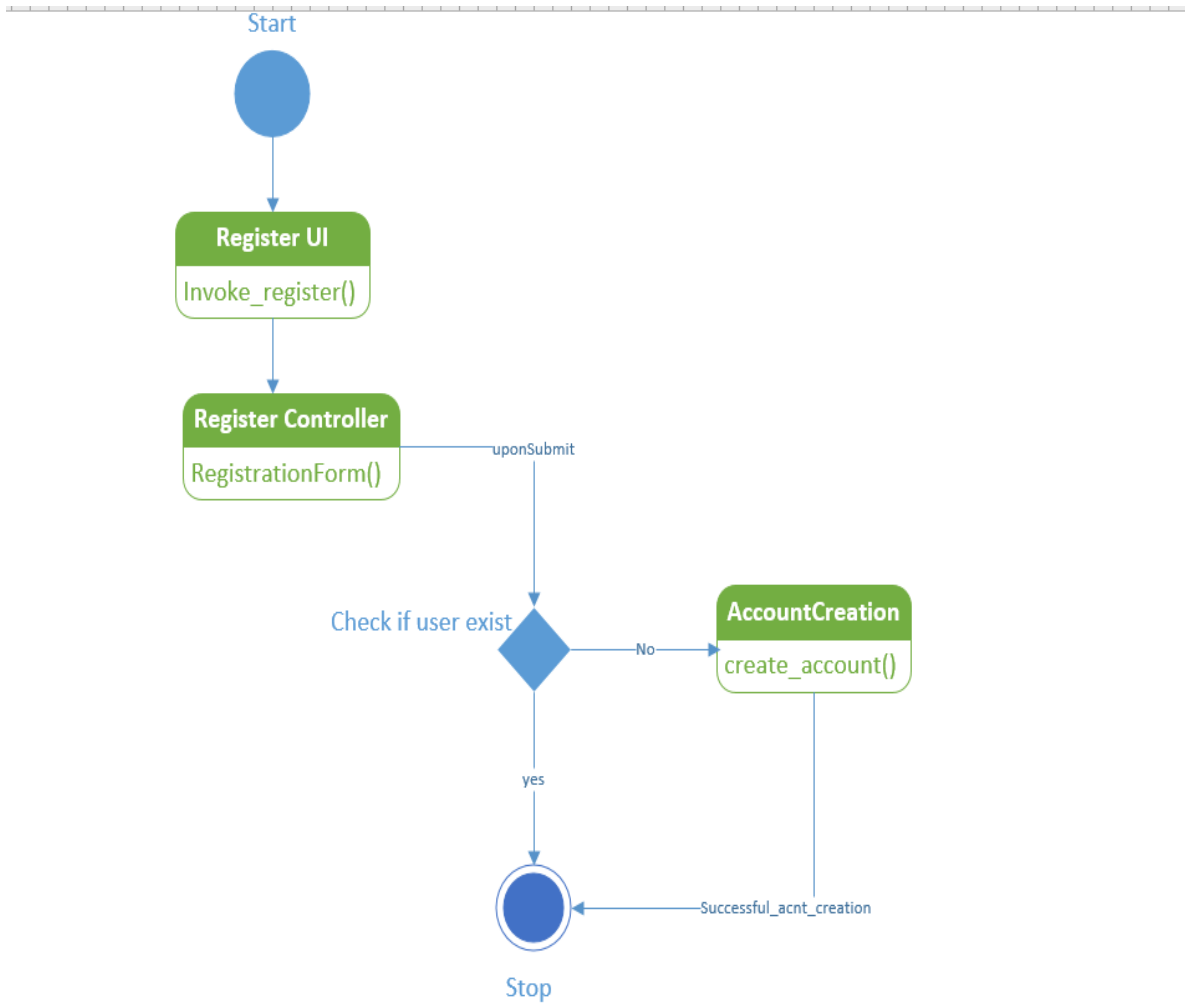 Start
Register UI
Invoke_register()
Register Controller
RegistrationForm()
uponSubmit
Check if user exist
No
AccountCreation
create_account()
yes
Successful_acnt_creation
Stop